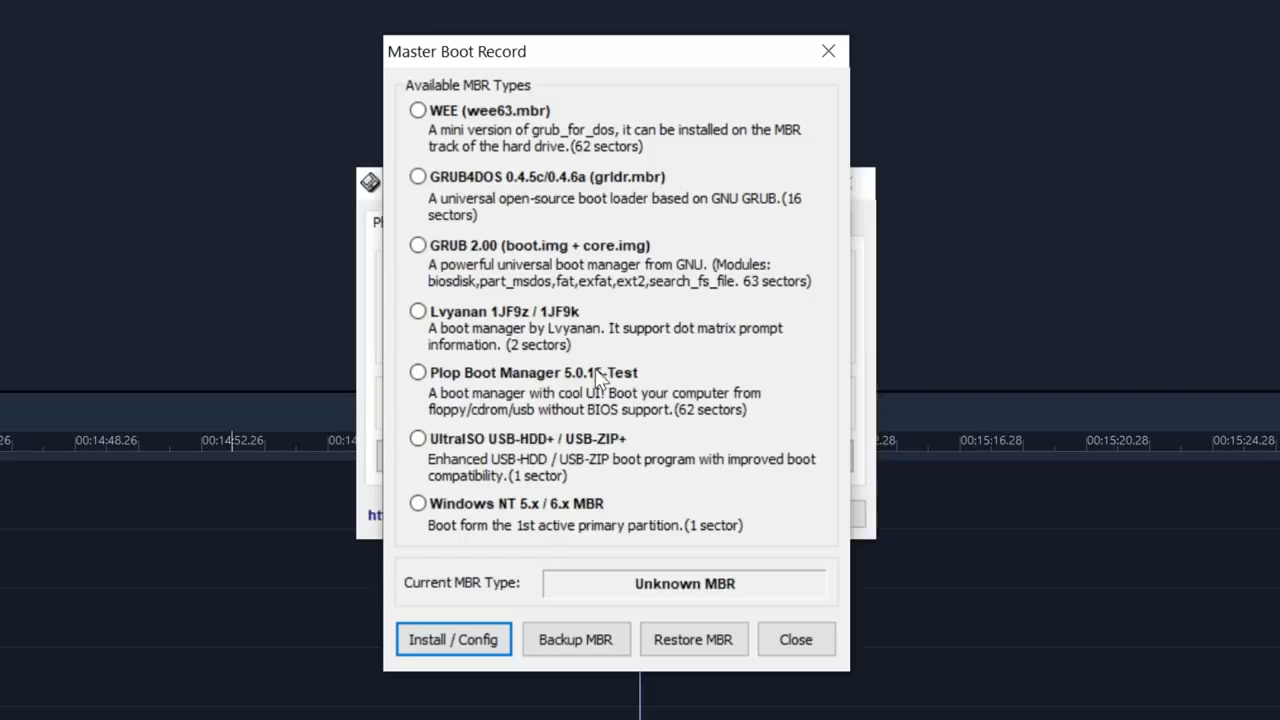 Master Boot Record
Available MBR Types
WEE (wee63.mbr)
A mini version of grub_for_dos, it can be installed on the MBR
track of the hard drive.(62 sectors)
GRUB4DOS 0.4.5c/0.4.6a (grldr.mbr)
A universal open-source boot loader based on GNU GRUB.(16
sectors)
GRUB 2.00 (boot.img + core.img)
A powerful universal boot manager from GNU. (Modules:
biosdisk,part_msdos,fat,exfat,ext2,search_fs_file. 63 sectors)
Lvyanan 1JF9z / 1JF9k
A boot manager by Lvyanan. It support dot matrix prompt
information. (2 sectors)
Plop Boot Manager -Test
A boot manager with cool UI! Boot your computer from
floppy/cdrom/usb without BIOS support.(62 sectors)
UltraISO USB-HDD+ / USB-ZIP+
Enhanced USB-HDD / USB-ZIP boot program with improved boot
compatibility.(1 sector)
Windows NT 5.x / 6.x MBR
Boot form the 1st active primary partition.(1 sector)
Current MBR Type: Unknown MBR
Install / Config Backup MBR Restore MBR Close
00:14:48.26 00:14:52.26 00:15:16.28 00:15:20.28 00:15:24.28